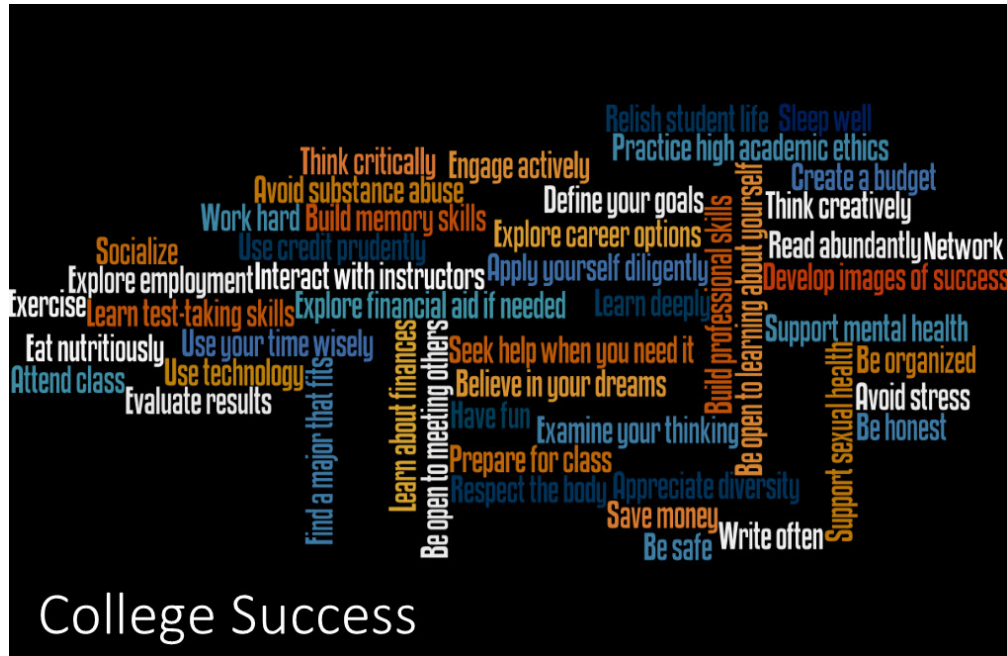 Relish student life
Sleep well
Practice high academic ethics
Think critically
Engage actively
Create a budget
Avoid substance abuse
Define your goals
Think creatively
Work hard
Build memory skills
Use credit prudently
Explore career options
Read abundantly
Network
Socialize
Explore employment
Interact with instructors
Apply yourself diligently
Develop images of success
Exercise
Learn test-taking skills
Explore financial aid if needed
Learn deeply
Build professional skills
Be open to learning about yourself
Support mental health
Eat nutritiously
Use your time wisely
Seek help when you need it
Be organized
Attend class
Use technology
Believe in your dreams
Avoid stress
Evaluate results
Have fun
Examine your thinking
Be honest
Find a major that fits
Learn about finances
Be open to meeting others
Prepare for class
Respect the body
Appreciate diversity
Support sexual health
Save money
Write often
Be safe
College Success